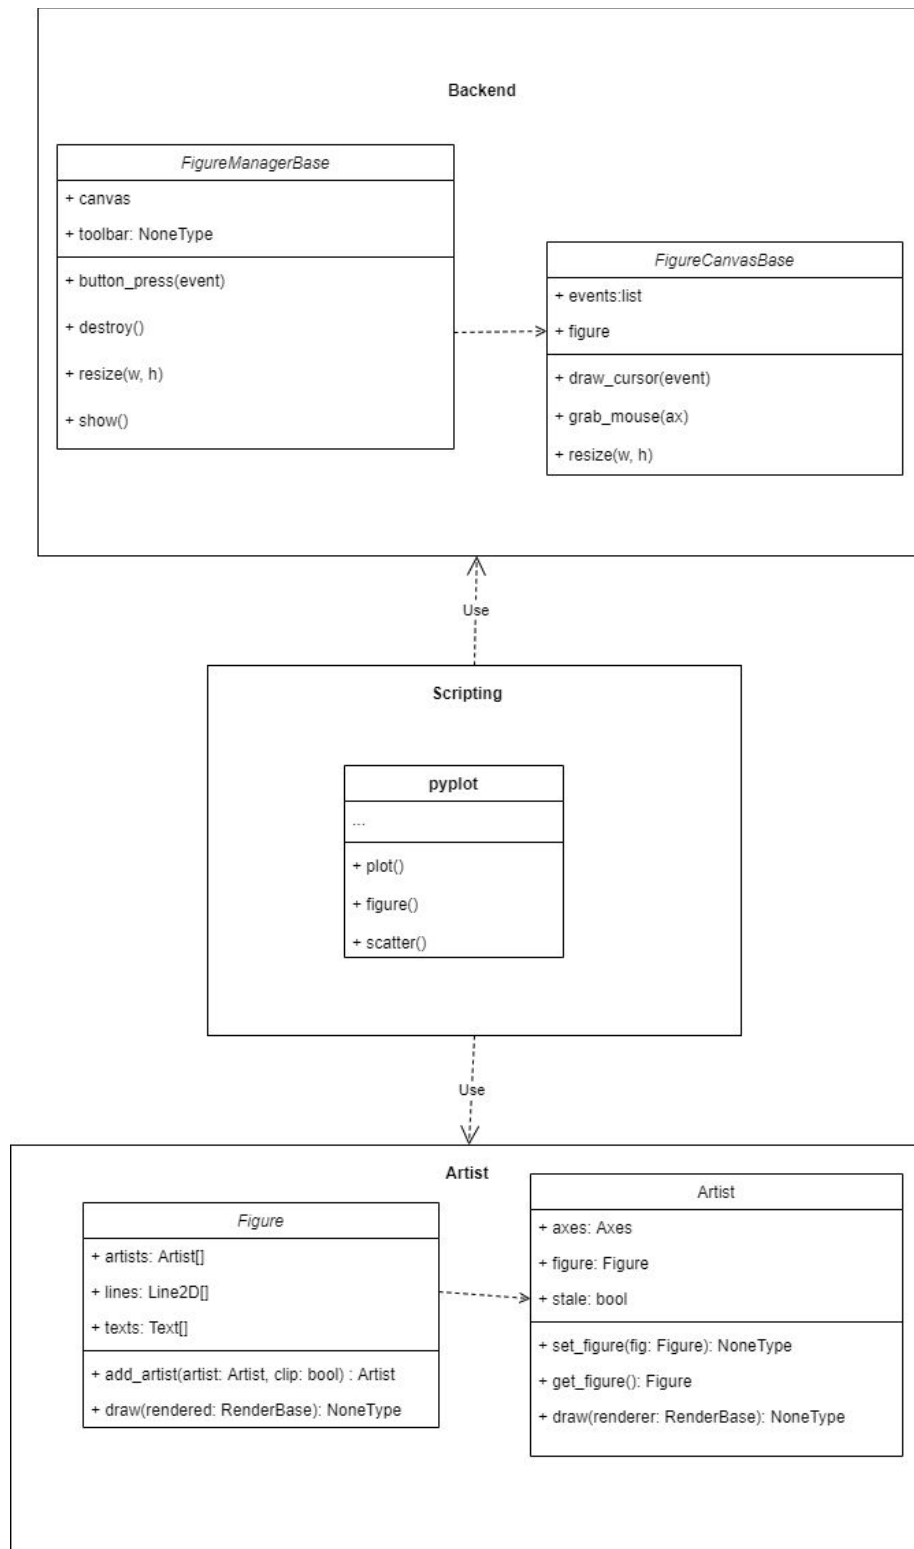 Backend
FigureManagerBase
+ canvas
+ toolbar: NoneType
+ button_press(event)
+ destroy()
+ resize(w, h)
+ show()
FigureCanvasBase
+ events:list
+ figure
+ draw_cursor(event)
+ grab_mouse(ax)
+ resize(w, h)
Use
Scripting
pyplot
...
+ plot()
+ figure()
+ scatter()
Use
Artist
Figure
+ artists: Artist[]
+ lines: Line2D[]
+ texts: Text[]
+ add_artist(artist: Artist, clip: bool) : Artist
+ draw(rendered: RenderBase): NoneType
Artist
+ axes: Axes
+ figure: Figure
+ stale: bool
+ set_figure(fig: Figure): NoneType
+ get_figure(): Figure
+ draw(renderer: RenderBase): NoneType